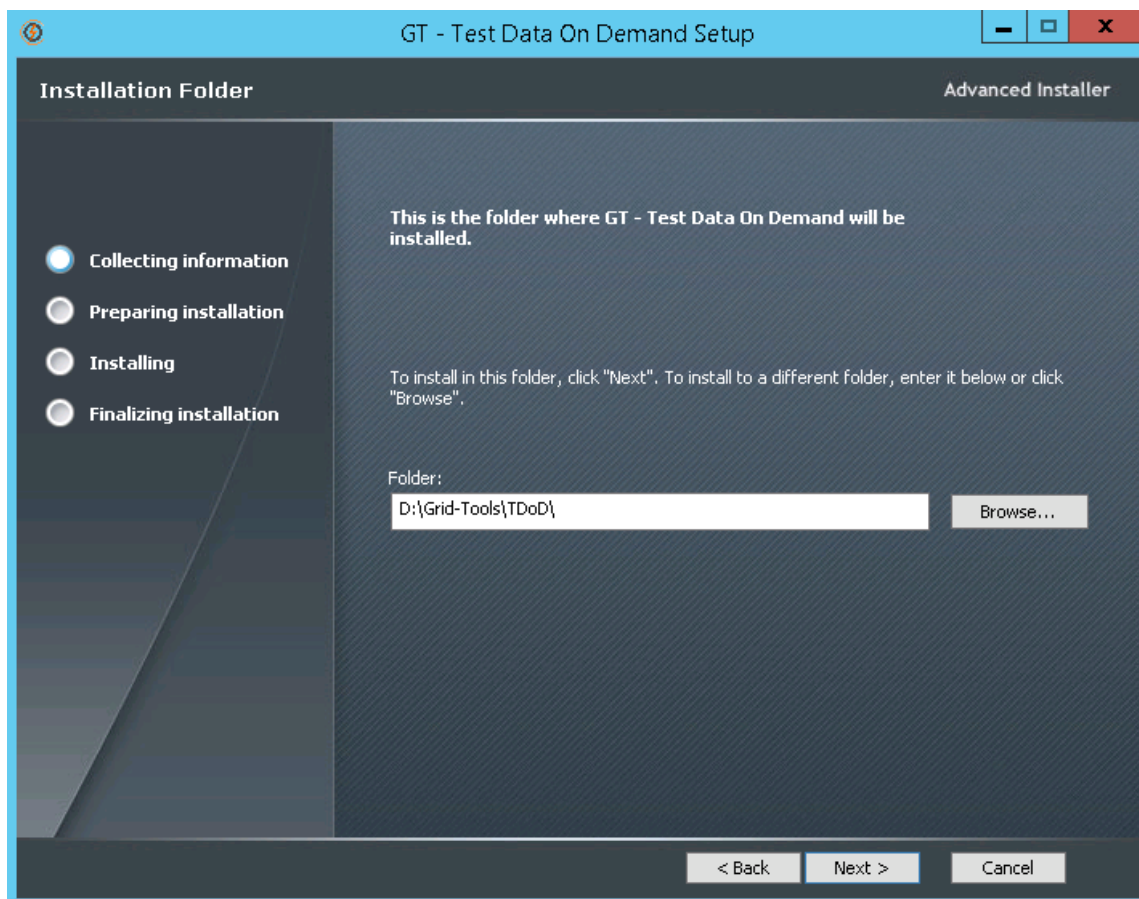 GT - Test Data On Demand Setup
Installation Folder
Advanced Installer
This is the folder where GT - Test Data On Demand will be
installed.
Collecting information
Preparing installation
Installing
Finalizing installation
To install in this folder, click "Next". To install to a different folder, enter it below or click
"Browse".
Folder:
D:\Grid-Tools\TDoD\
Browse...
< Back
Next >
Cancel